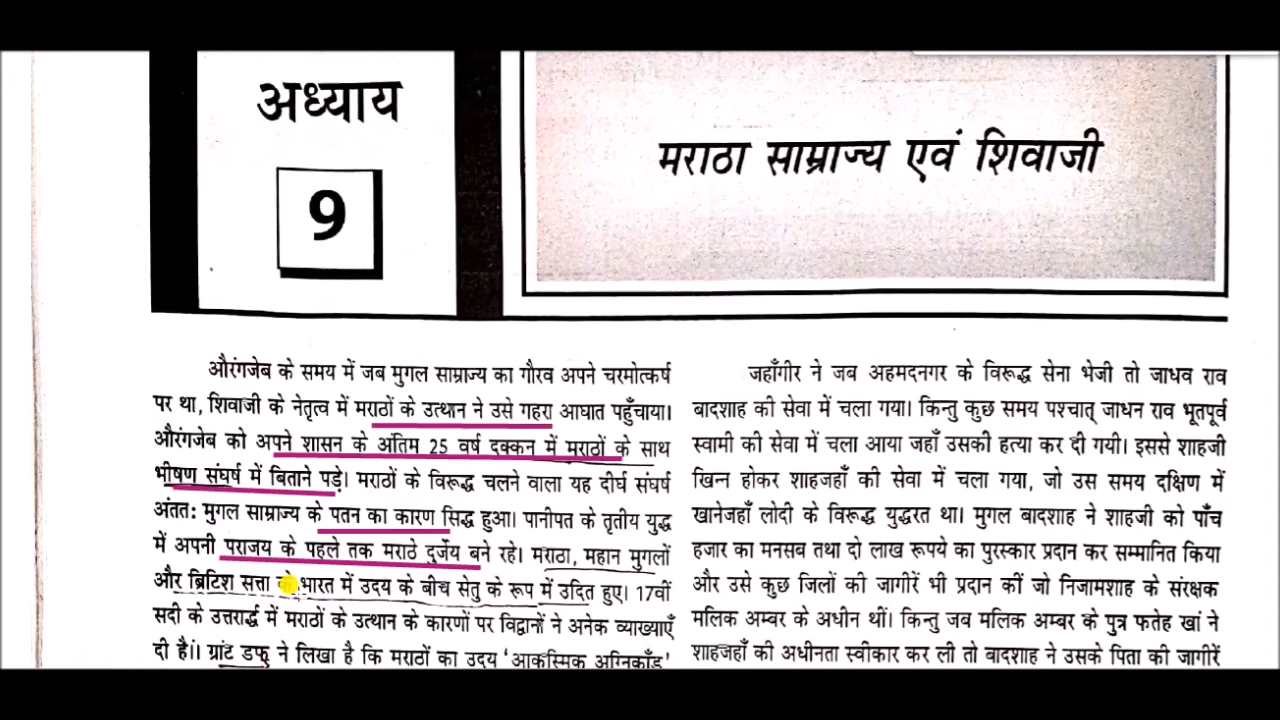 अध्याय
9
मराठा साम्राज्य एवं शिवाजी
औरंगजेब के समय में जब मुगल साम्राज्य का गौरव अपने चरमोत्कर्ष
पर था, शिवाजी के नेतृत्व में मराठों के उत्थान ने उसे गहरा आघात पहुँचाया।
औरंगजेब को अपने शासन के अंतिम 25 वर्ष दक्कन में मराठों के साथ
भीषण संघर्ष में बिताने पड़े। मराठों के विरूद्ध चलने वाला यह दीर्घ संघर्ष
अंतत: मुगल साम्राज्य के पतन का कारण सिद्ध हुआ। पानीपत के तृतीय युद्ध
में अपनी पराजय के पहले तक मराठे दुर्जेय बने रहे। मराठा, महान मुगलों
और ब्रिटिश सत्ता के भारत में उदय के बीच सेतु के रूप में उदित हुए। 17वीं
सदी के उत्तरार्द्ध में मराठों के उत्थान के कारणों पर विद्वानों ने अनेक व्याख्याएँ
दी है।। ग्रांट डफ् ने लिखा है कि मराठों का उदय 'आकस्मिक अग्निकाँड'
जहाँगीर ने जब अहमदनगर के विरूद्ध सेना भेजी तो जाधव राव
बादशाह की सेवा में चला गया। किन्तु कुछ समय पश्चात् जाधन राव भूतपूर्व
स्वामी की सेवा में चला आया जहाँ उसकी हत्या कर दी गयी। इससे शाहजी
खिन्न होकर शाहजहाँ की सेवा में चला गया, जो उस समय दक्षिण में
खानेजहाँ लोदी के विरूद्ध युद्धरत था। मुगल बादशाह ने शाहजी को पाँच
हजार का मनसब तथा दो लाख रूपये का पुरस्कार प्रदान कर सम्मानित किया
और उसे कुछ जिलों की जागीरें भी प्रदान कीं जो निजामशाह के संरक्षक
मलिक अम्बर के अधीन थीं। किन्तु जब मलिक अम्बर के पुत्र फतेह खां ने
शाहजहाँ की अधीनता स्वीकार कर ली तो बादशाह ने उसके पिता की जागीरें